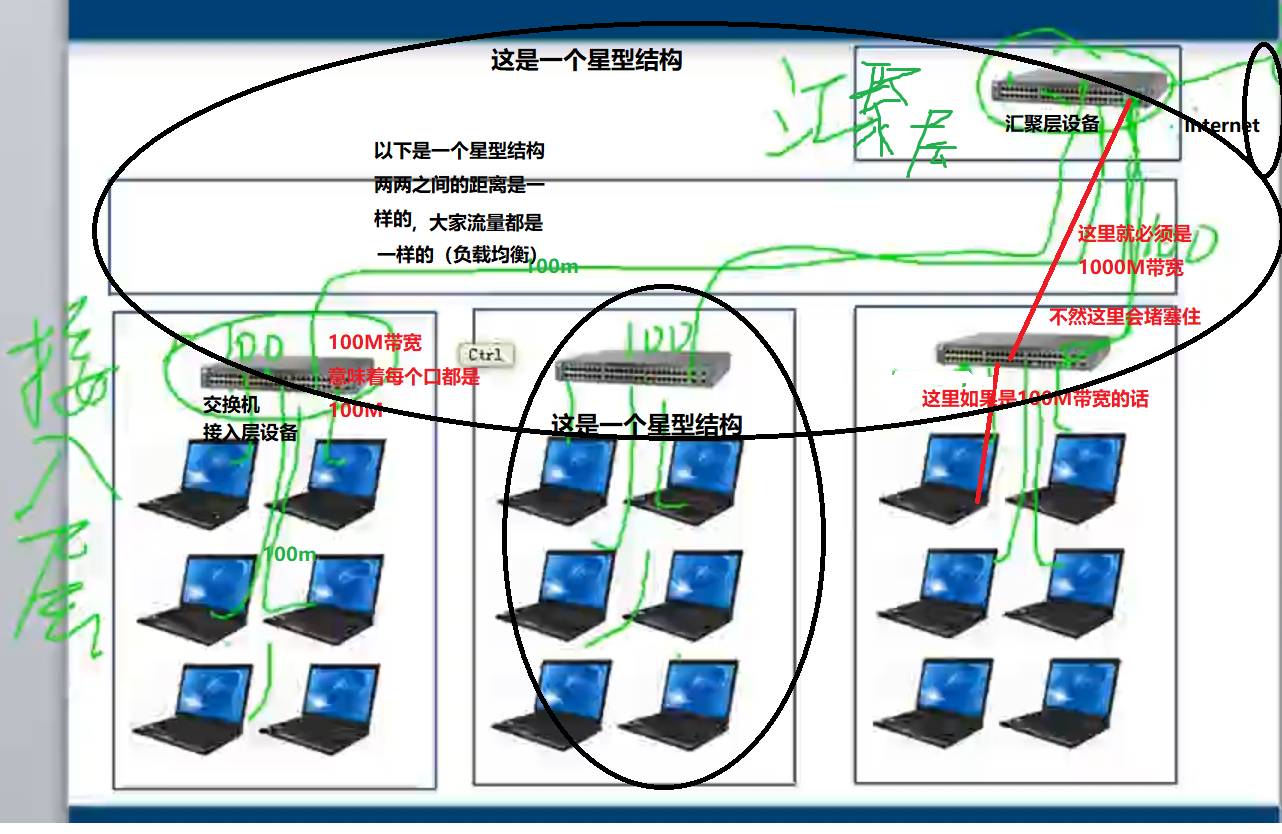 这是一个星型结构
汇聚层
汇聚层设备
Internet
以下是一个星型结构
两两之间的距离是一
样的，大家流量都是
一样的（负载均衡）
100m
这里就必须是
1000M带宽
100
不然这里会堵塞住
接入层
100
100M带宽
意味着每个口都是
100M
交换机
接入层设备
Ctrl
100
这是一个星型结构
这里如果是100M带宽的话
100m